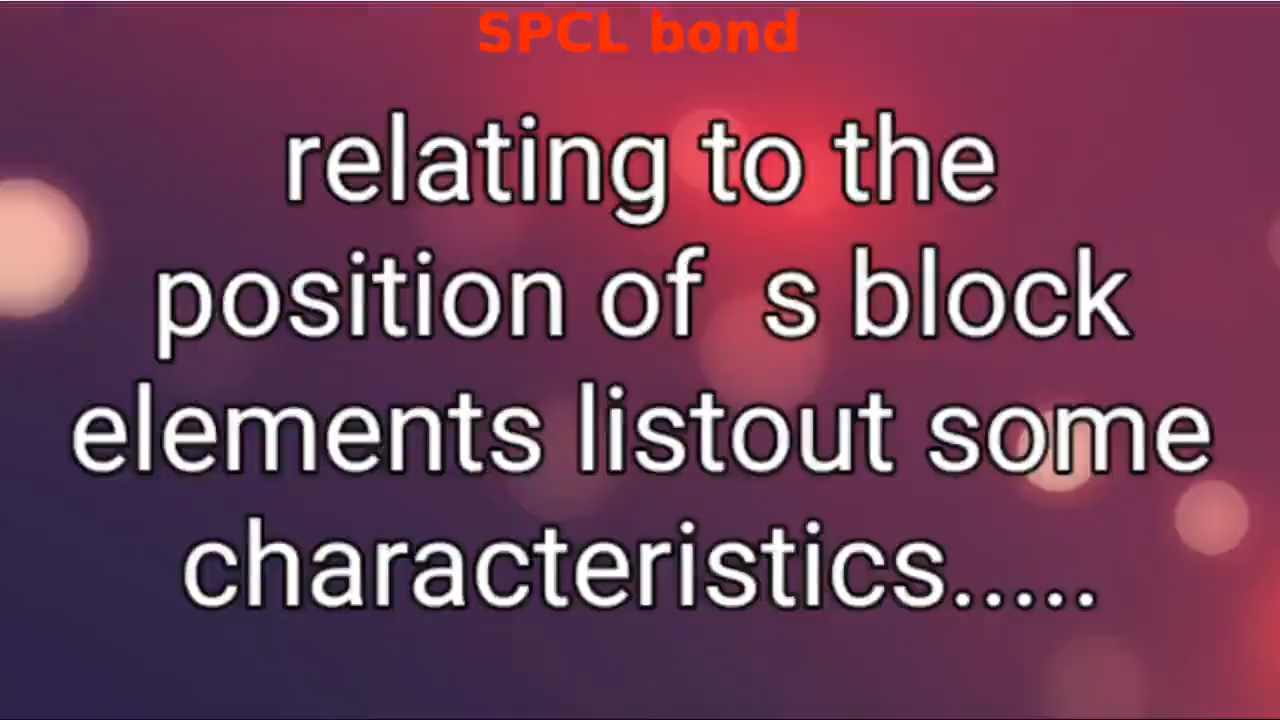 SPCL bond
relating to the
position of  s block
elements listout some
characteristics.....